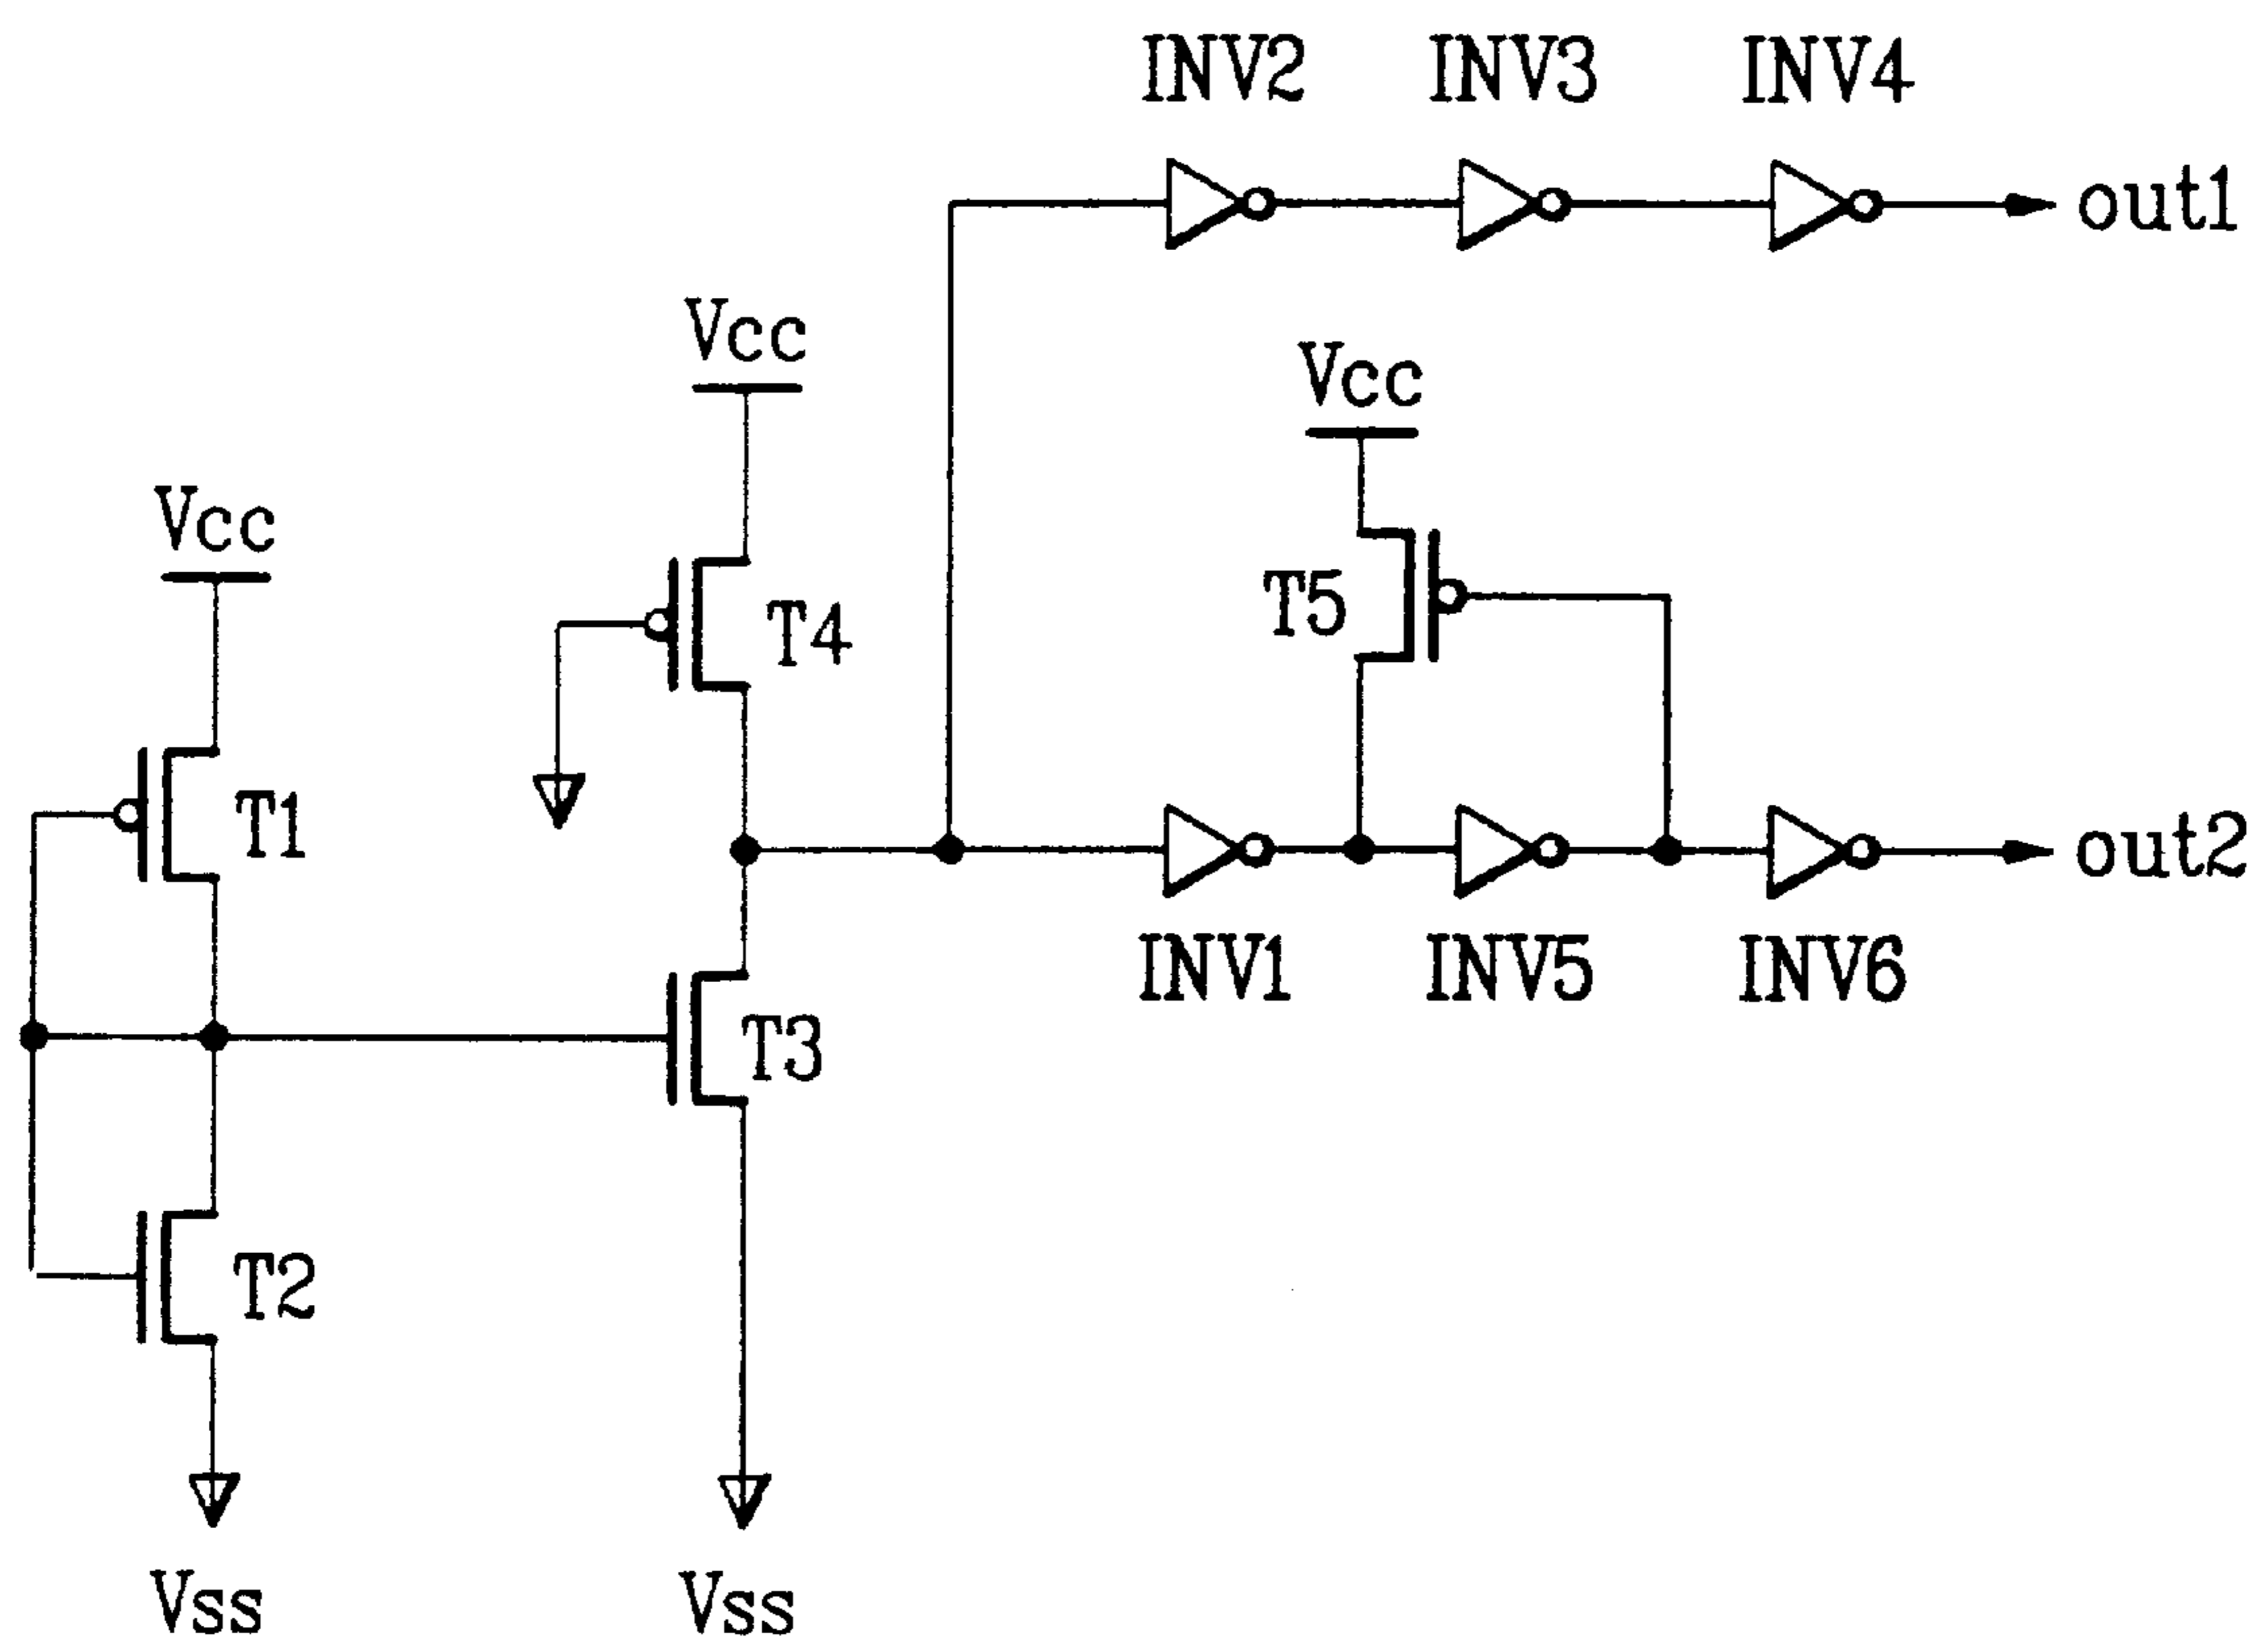 INV2 INV3 INV4
out1
Vcc
Vcc
Vcc
T5
T4
T1
out2
INV1 INV5 INV6
T3
T2
Vss Vss